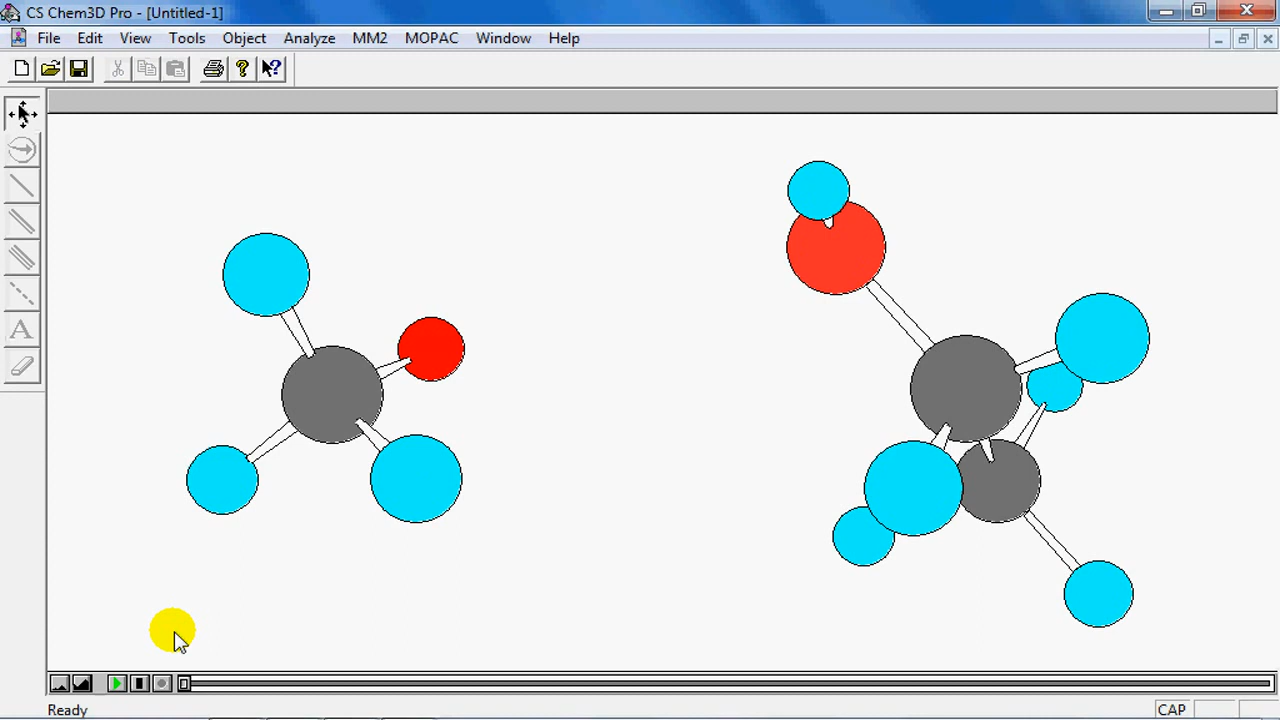 CS Chem3D Pro - [Untitled-1]
File Edit View Tools Object Analyze MM2 MOPAC Window Help
A
Ready CAP